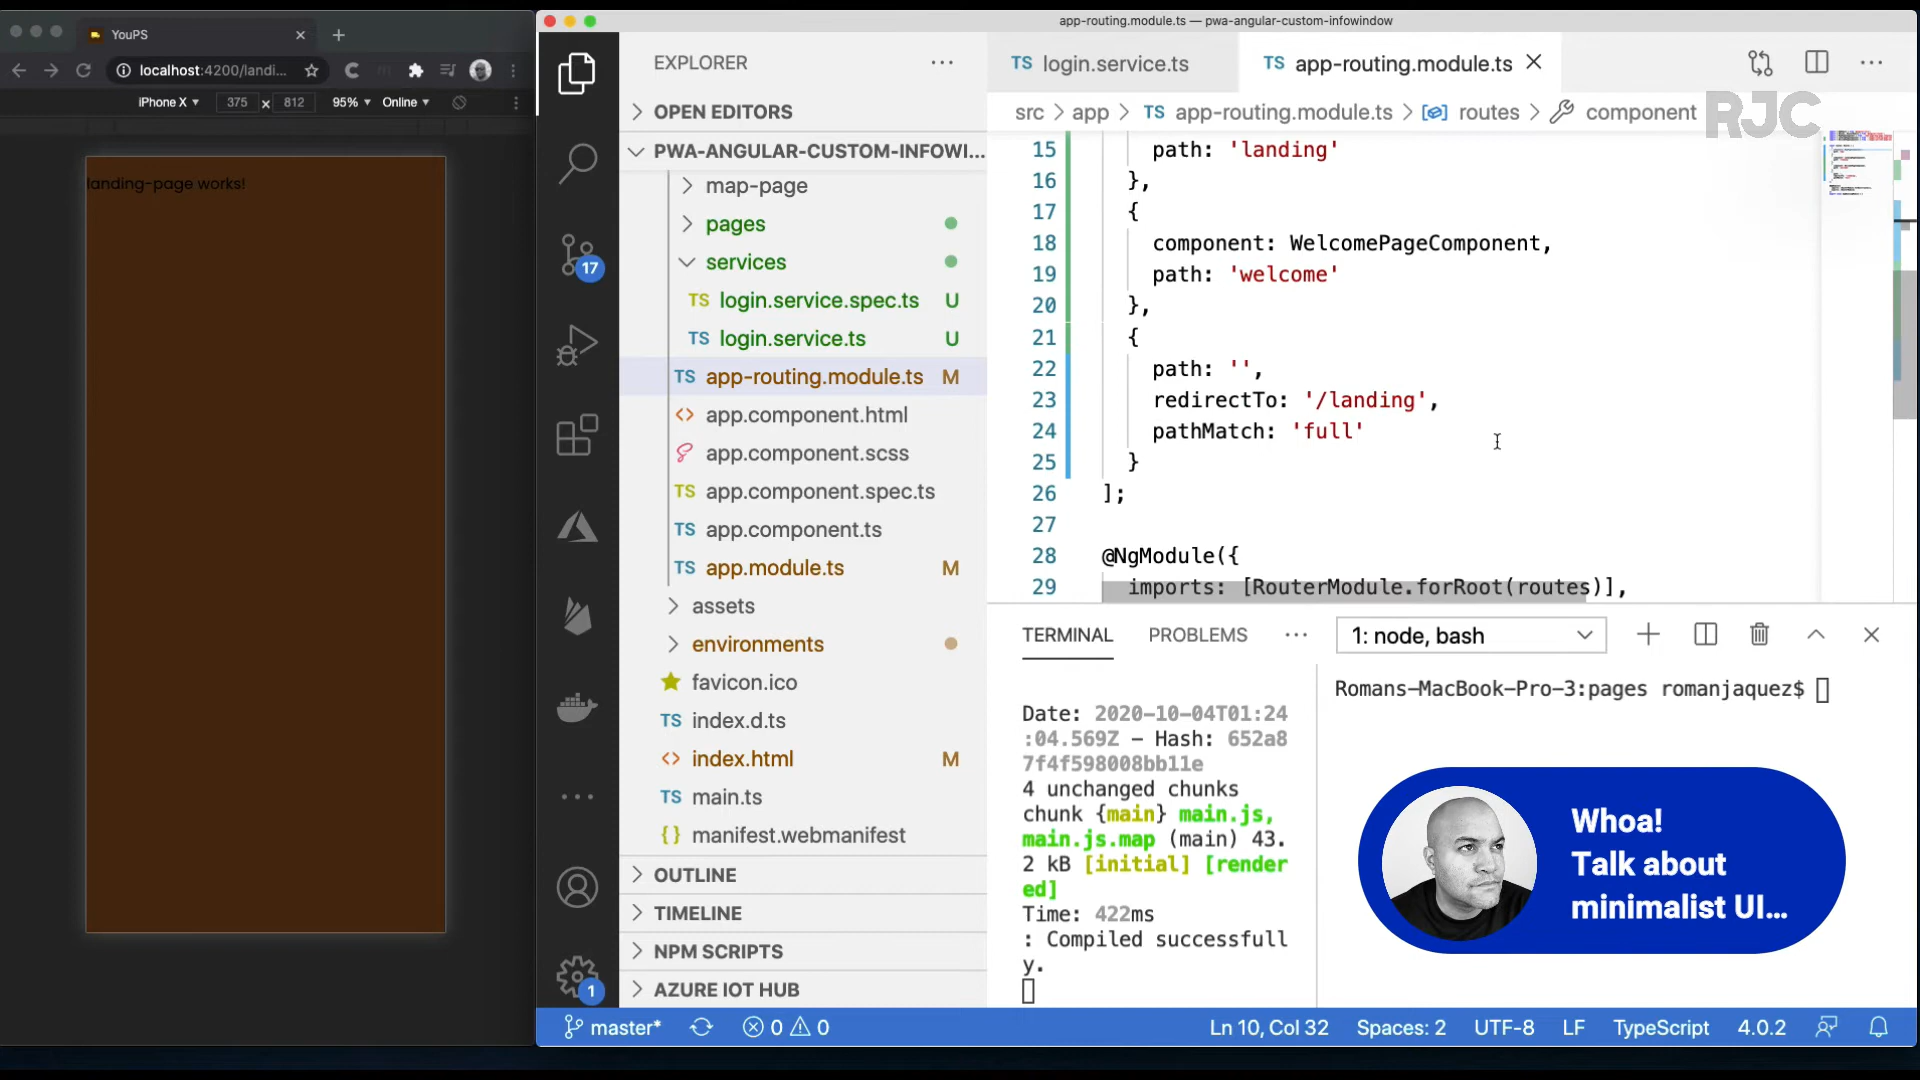 YouPS
localhost:4200/landi...
iPhone X ▾ 375 x 812 95% ▾ Online ▾
landing-page works!
app-routing.module.ts — pwa-angular-custom-infowindow
EXPLORER
OPEN EDITORS
PWA-ANGULAR-CUSTOM-INFOWI...
map-page
pages
services
TS login.service.spec.ts U
TS login.service.ts U
TS app-routing.module.ts M
<> app.component.html
app.component.scss
TS app.component.spec.ts
TS app.component.ts
TS app.module.ts M
assets
environments
favicon.ico
TS index.d.ts
<> index.html M
TS main.ts
{} manifest.webmanifest
OUTLINE
TIMELINE
NPM SCRIPTS
AZURE IOT HUB
17
1
TS login.service.ts
TS app-routing.module.ts
src > app > TS app-routing.module.ts > routes > component
RJC
15 path: 'landing'
16 },
17 {
18 component: WelcomePageComponent,
19 path: 'welcome'
20 },
21 {
22 path: '',
23 redirectTo: '/landing',
24 pathMatch: 'full'
25 }
26 ];
27
28 @NgModule({
29 imports: [RouterModule.forRoot(routes)],
TERMINAL PROBLEMS ... 1: node, bash
Date: 2020-10-04T01:24
:04.569Z – Hash: 652a8
7f4f598008bb11e
4 unchanged chunks
chunk {main} main.js,
main.js.map (main) 43.
2 kB [initial] [render
ed]
Time: 422ms
: Compiled successfull
y.
Romans-MacBook-Pro-3:pages romanjaquez$
Whoa!
Talk about
minimalist UI...
master* 0 0 Ln 10, Col 32 Spaces: 2 UTF-8 LF TypeScript 4.0.2